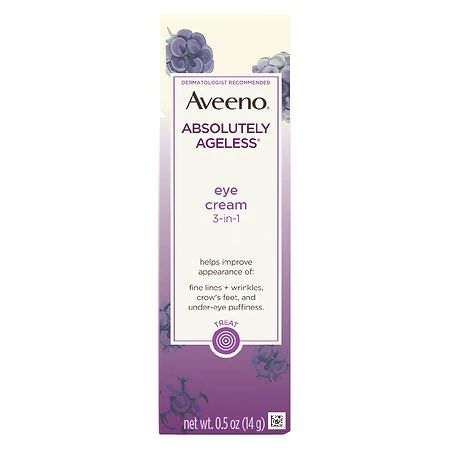 DERMATOLOGIST RECOMMENDED
Aveeno®
ABSOLUTELY
AGELESS®
eye
cream
3-in-1
helps improve
appearance of:
fine lines + wrinkles,
crow's feet, and
under-eye puffiness.
TREAT
net wt. 0.5 oz (14 g)